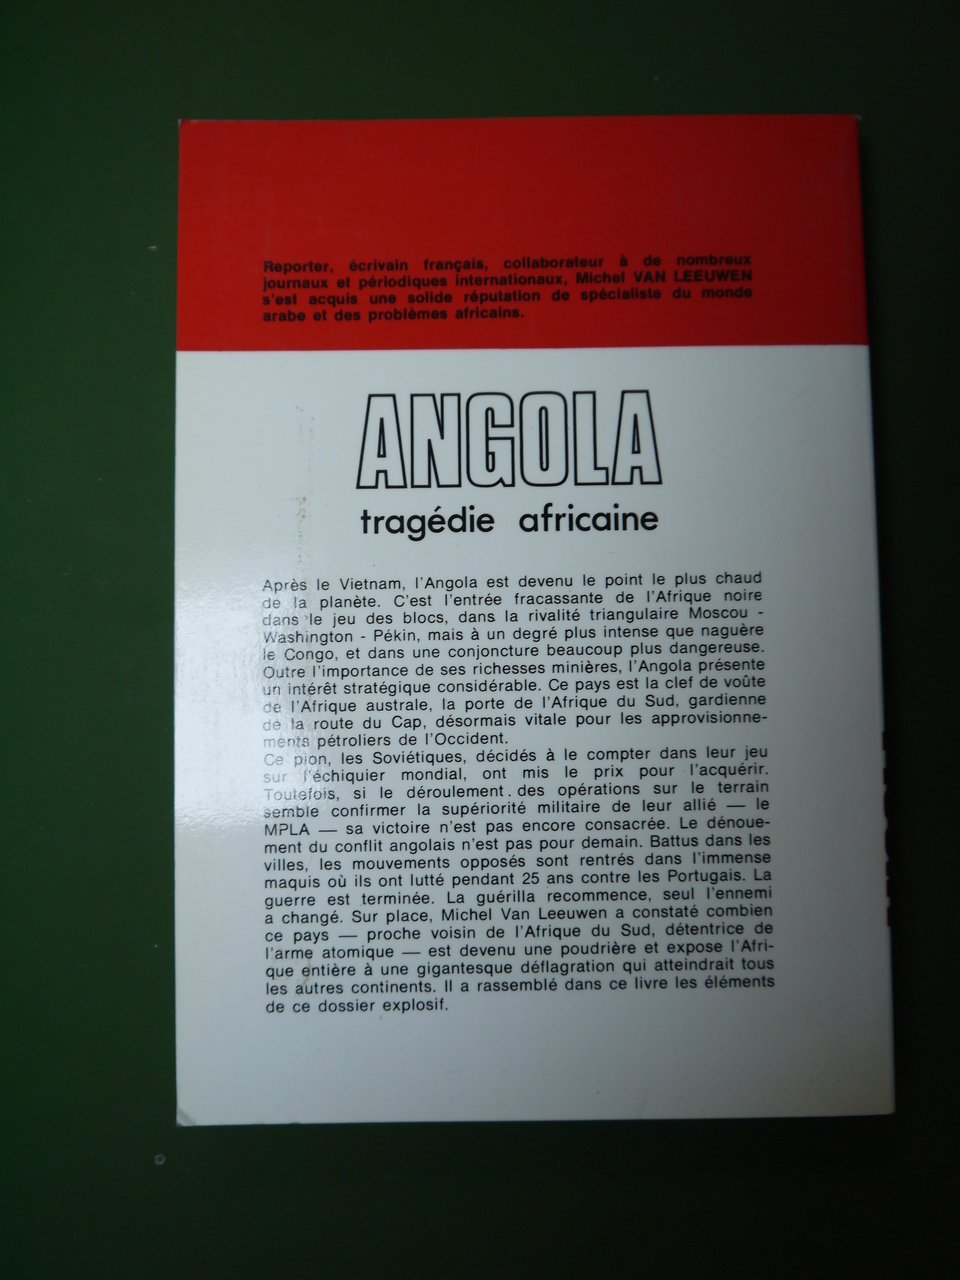 Reporter, écrivain français, collaborateur à de nombreux
journaux et périodiques internationaux, Michel VAN LEEUWEN
s'est acquis une solide réputation de spécialiste du monde
arabe et des problèmes africains.
ANGOLA
tragédie africaine
Après le Vietnam, l'Angola est devenu le point le plus chaud
de la planète. C'est l'entrée fracassante de l'Afrique noire
dans le jeu des blocs, dans la rivalité triangulaire Moscou -
Washington - Pékin, mais à un degré plus intense que naguère
le Congo, et dans une conjoncture beaucoup plus dangereuse.
Outre l'importance de ses richesses minières, l'Angola présente
un intérêt stratégique considérable. Ce pays est la clef de voûte
de l'Afrique australe, la porte de l'Afrique du Sud, gardienne
de la route du Cap, désormais vitale pour les approvisionne-
ments pétroliers de l'Occident.
Ce pion, les Soviétiques, décidés à le compter dans leur jeu
sur l'échiquier mondial, ont mis le prix pour l'acquérir.
Toutefois, si le déroulement des opérations sur le terrain
semble confirmer la supériorité militaire de leur allié — le
MPLA — sa victoire n'est pas encore consacrée. Le dénoue-
ment du conflit angolais n'est pas pour demain. Battus dans les
villes, les mouvements opposés sont rentrés dans l'immense
maquis où ils ont lutté pendant 25 ans contre les Portugais. La
guerre est terminée. La guérilla recommence, seul l'ennemi
a changé. Sur place, Michel Van Leeuwen a constaté combien
ce pays — proche voisin de l'Afrique du Sud, détentrice de
l'arme atomique — est devenu une poudrière et expose l'Afri-
que entière à une gigantesque déflagration qui atteindrait tous
les autres continents. Il a rassemblé dans ce livre les éléments
de ce dossier explosif.